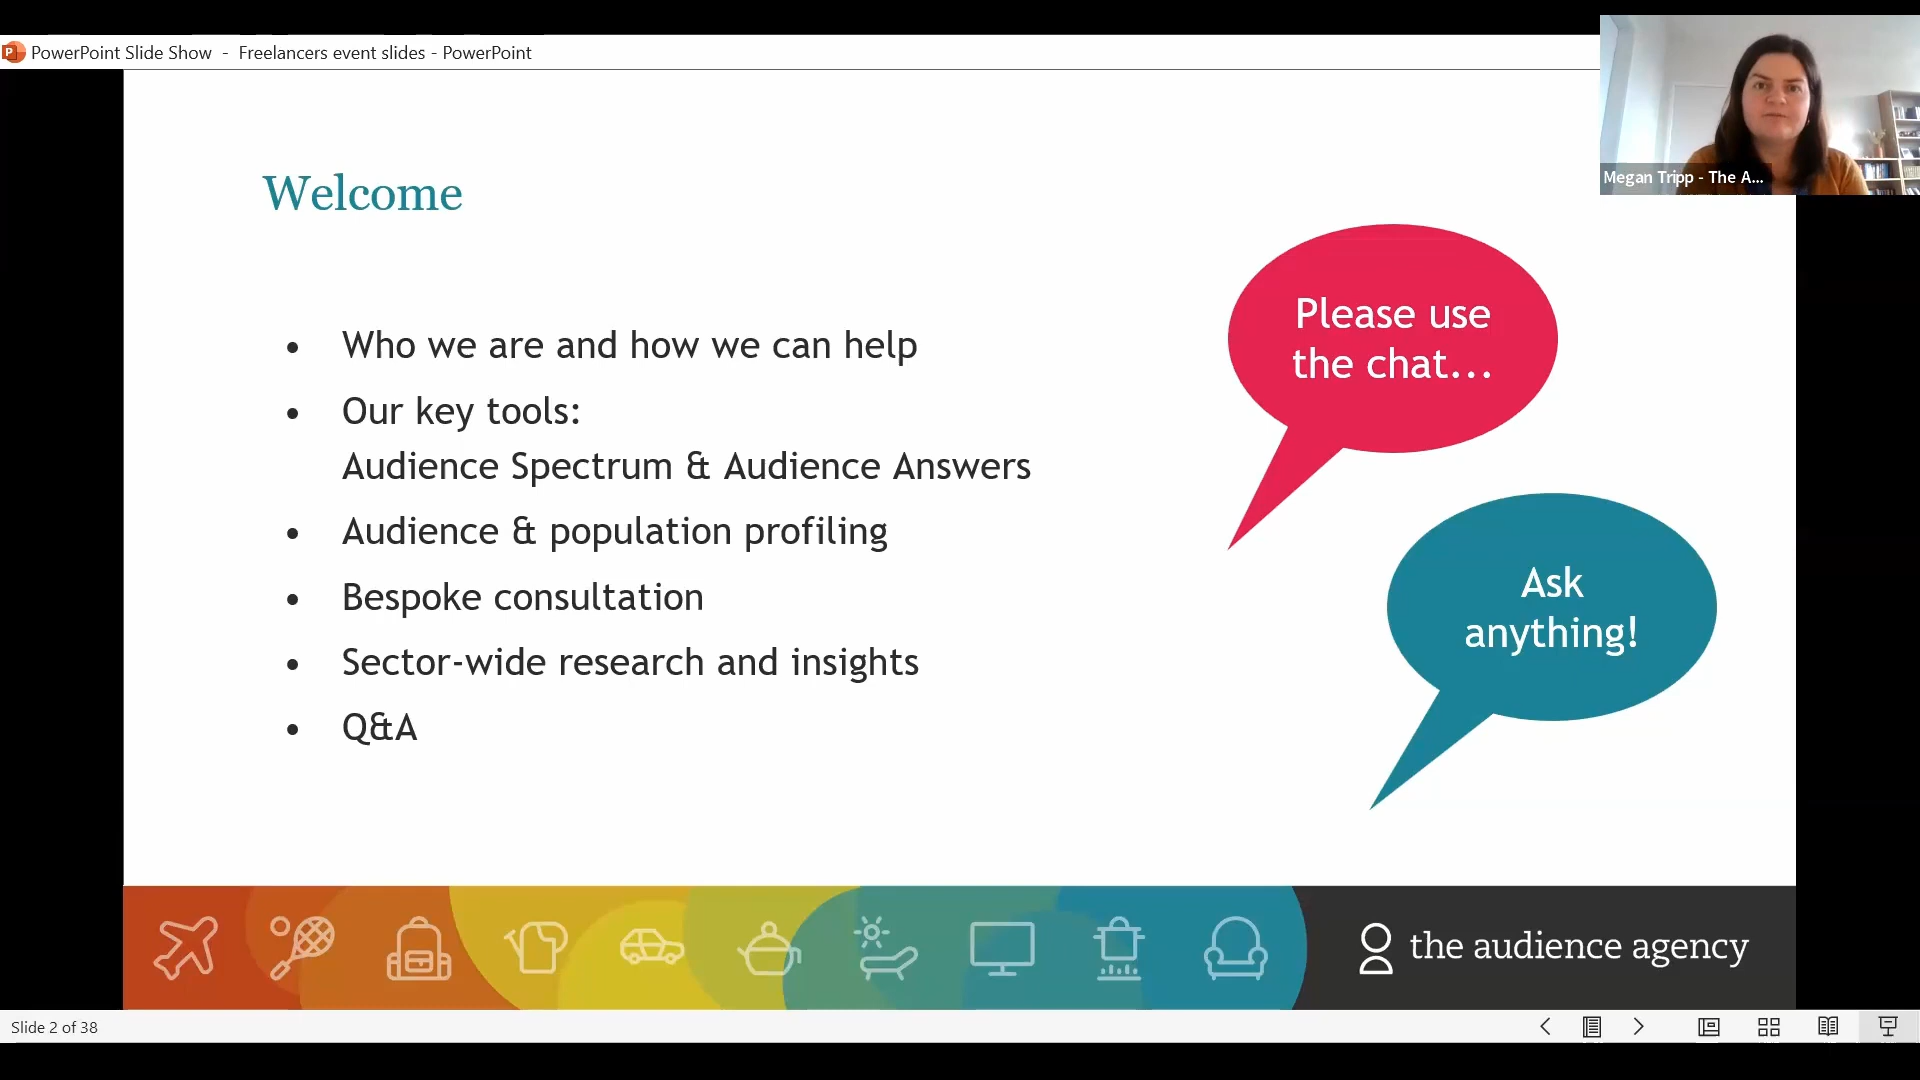 PowerPoint Slide Show - Freelancers event slides - PowerPoint
Megan Tripp - The A...
Welcome
• Who we are and how we can help
• Our key tools:
Audience Spectrum & Audience Answers
• Audience & population profiling
• Bespoke consultation
• Sector-wide research and insights
• Q&A
Please use
the chat...
Ask
anything!
the audience agency
Slide 2 of 38